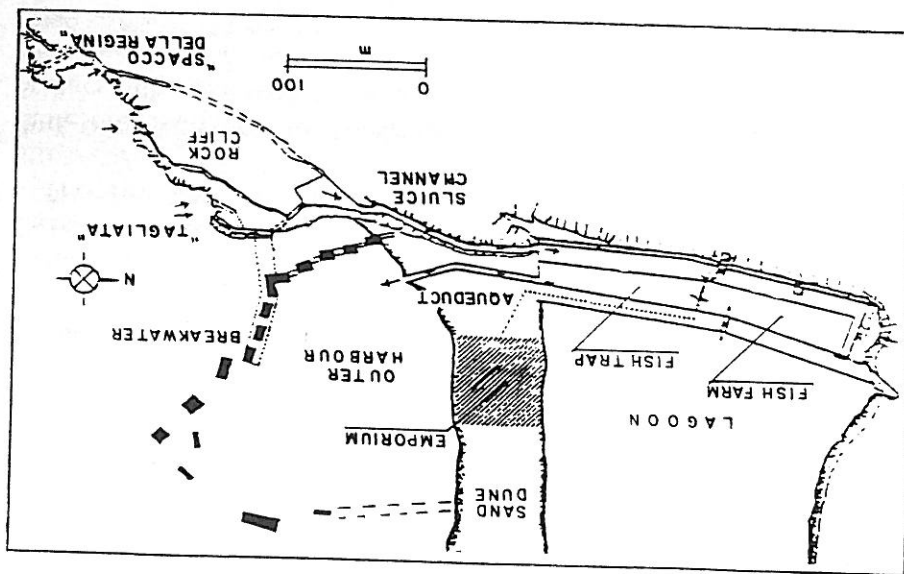 SAND
DUNE
EMPORIUM
LAGOON
FISH FARM
OUTER
HARBOUR
FISH TRAP
BREAKWATER
AQUEDUCT
N
"TAGLIATA"
SLUICE
CHANNEL
ROCK
CLIFF
0 100
m
"SPACCO
DELLA REGINA"